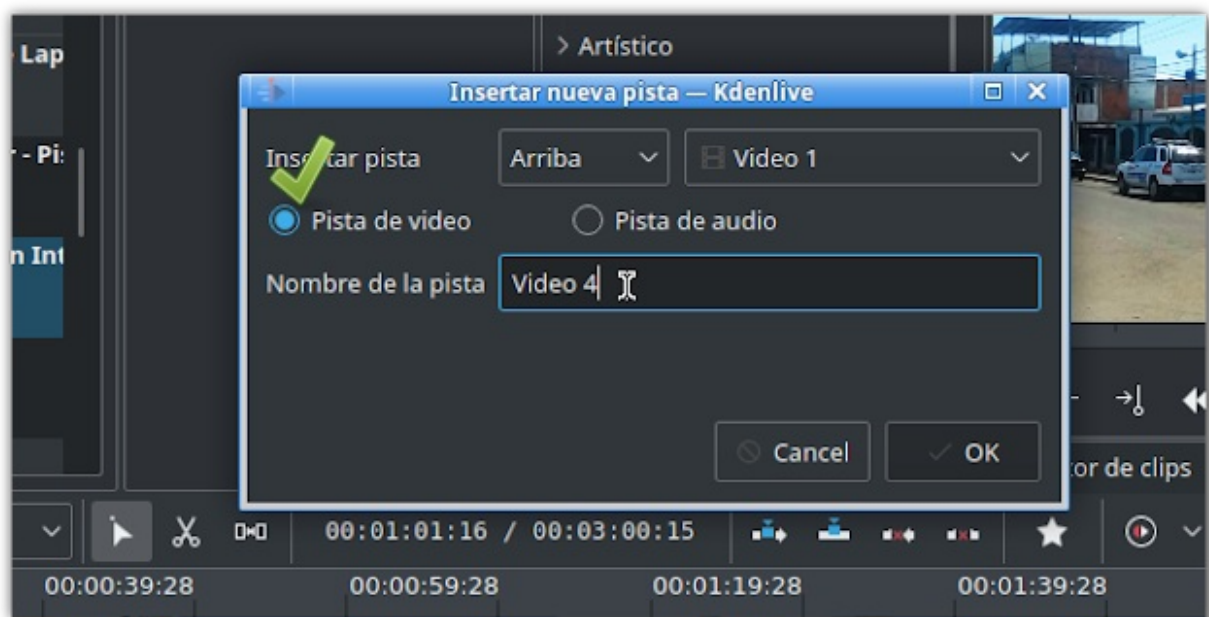 Lap
> Artístico
Insertar nueva pista — Kdenlive
- Pis
Insertar pista
Arriba
Video 1
Pista de video
Pista de audio
n Int
Nombre de la pista
Video 4
Cancel
OK
tor de clips
00:01:01:16 / 00:03:00:15
00:00:39:28
00:00:59:28
00:01:19:28
00:01:39:28